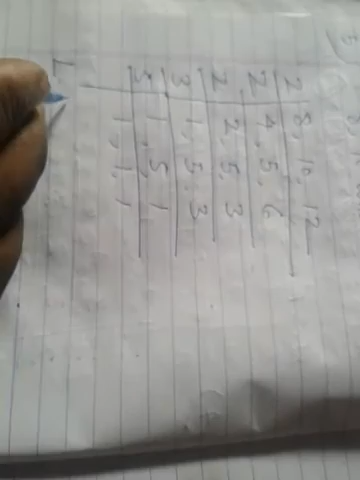 2 | 8, 10, 12
2 | 4, 5, 6
2 | 2, 5, 3
3 | 1, 5, 3
5 | 1, 5, 1
1, 1, 1
L